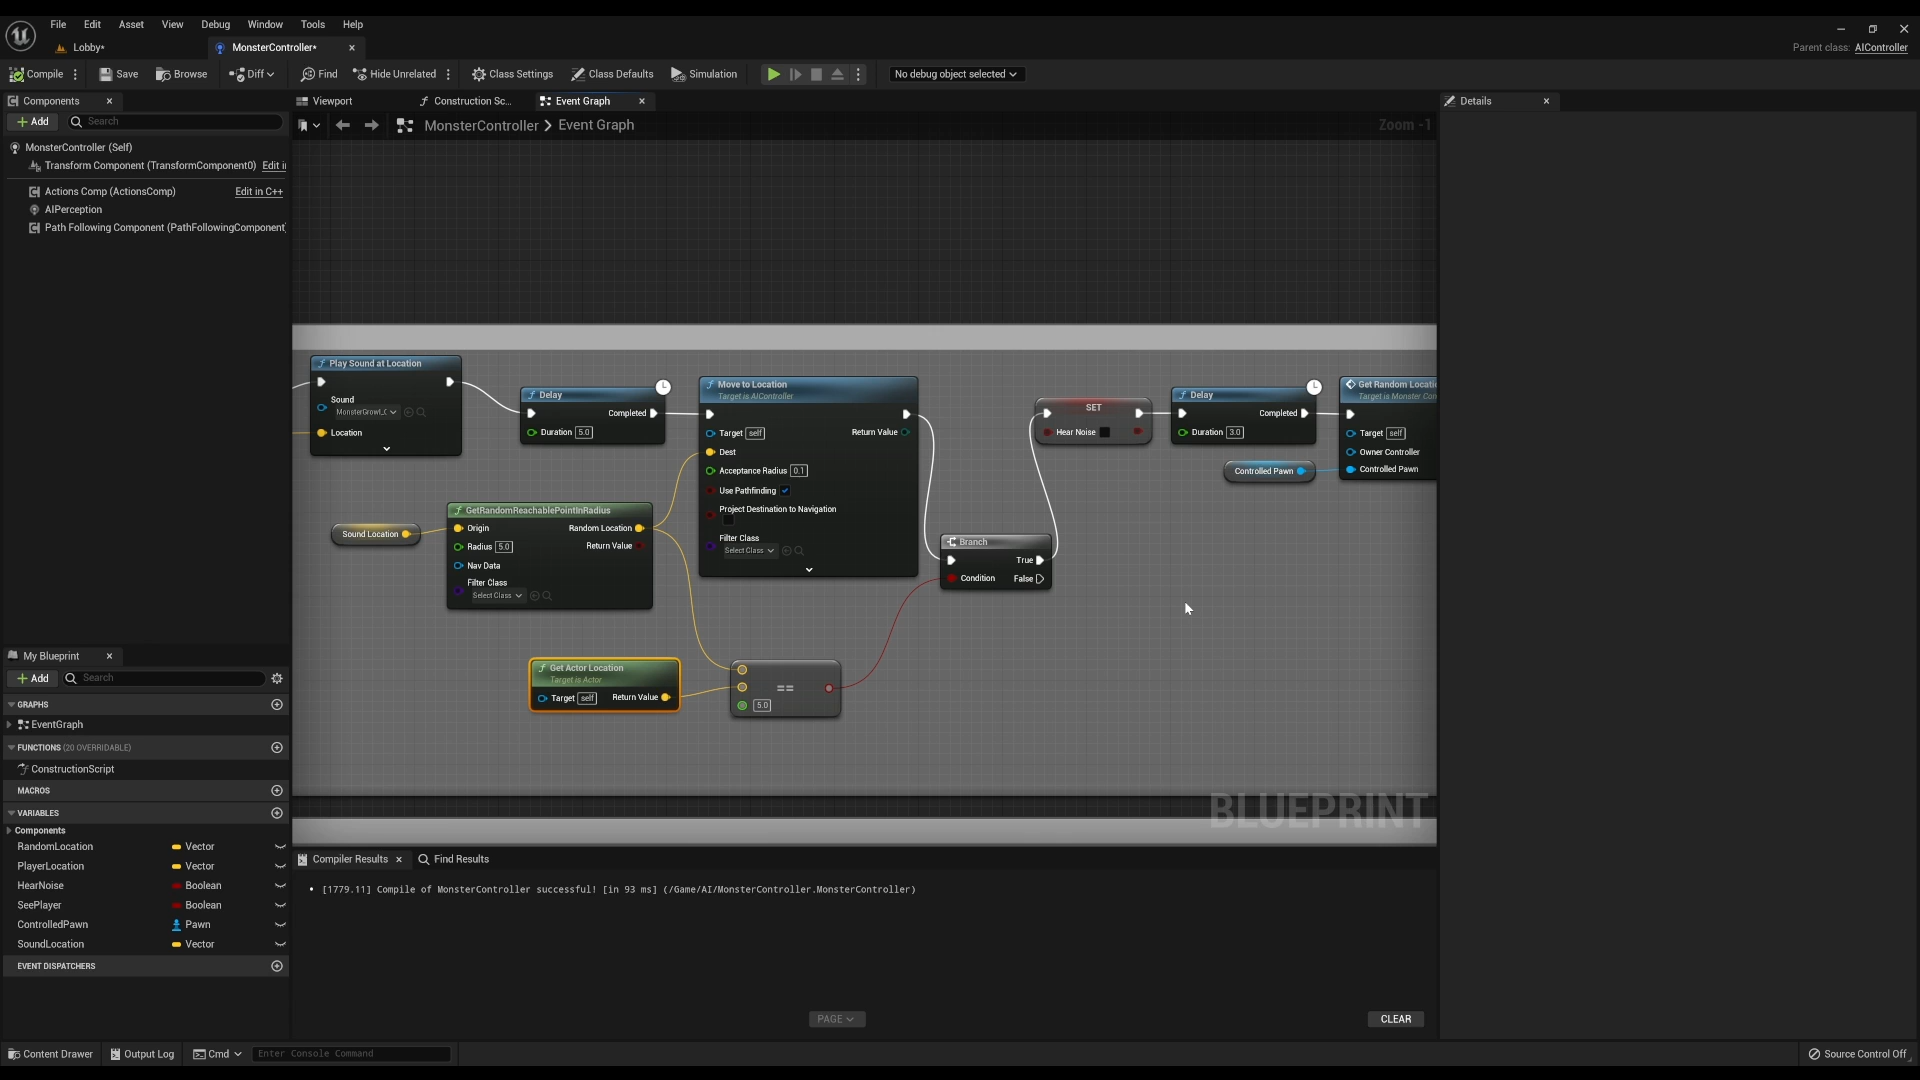 File Edit Asset View Debug Window Tools Help
Lobby* MonsterController*
Parent class: AIController
Compile Save Browse Diff Find Hide Unrelated Class Settings Class Defaults Simulation No debug object selected
Components Viewport Construction Sc... Event Graph Details
Add Search
MonsterController > Event Graph Zoom -1
MonsterController (Self)
Transform Component (TransformComponent0) Edit i
Actions Comp (ActionsComp) Edit in C++
AIPerception
Path Following Component (PathFollowingComponent)
Play Sound at Location
Sound
MonsterGrowl_C
Location
Delay
Completed
Duration 5.0
Move to Location
Target is AIController
Target self Return Value
Dest
Acceptance Radius 0.1
Use Pathfinding
Project Destination to Navigation
Filter Class
Select Class
SET
Hear Noise
Delay
Completed
Duration 3.0
Get Random Locati
Target is Monster Con
Target self
Owner Controller
Controlled Pawn
Controlled Pawn
Sound Location
GetRandomReachablePointInRadius
Origin Random Location
Radius 5.0 Return Value
Nav Data
Filter Class
Select Class
Branch
True
Condition False
Get Actor Location
Target is Actor
Target self Return Value
==
5.0
BLUEPRINT
My Blueprint
Add Search
GRAPHS
EventGraph
FUNCTIONS (20 OVERRIDABLE)
ConstructionScript
MACROS
VARIABLES
Components
RandomLocation Vector
PlayerLocation Vector
HearNoise Boolean
SeePlayer Boolean
ControlledPawn Pawn
SoundLocation Vector
EVENT DISPATCHERS
Compiler Results Find Results
[1779.11] Compile of MonsterController successful! [in 93 ms] (/Game/AI/MonsterController.MonsterController)
PAGE CLEAR
Content Drawer Output Log Cmd Enter Console Command Source Control Off